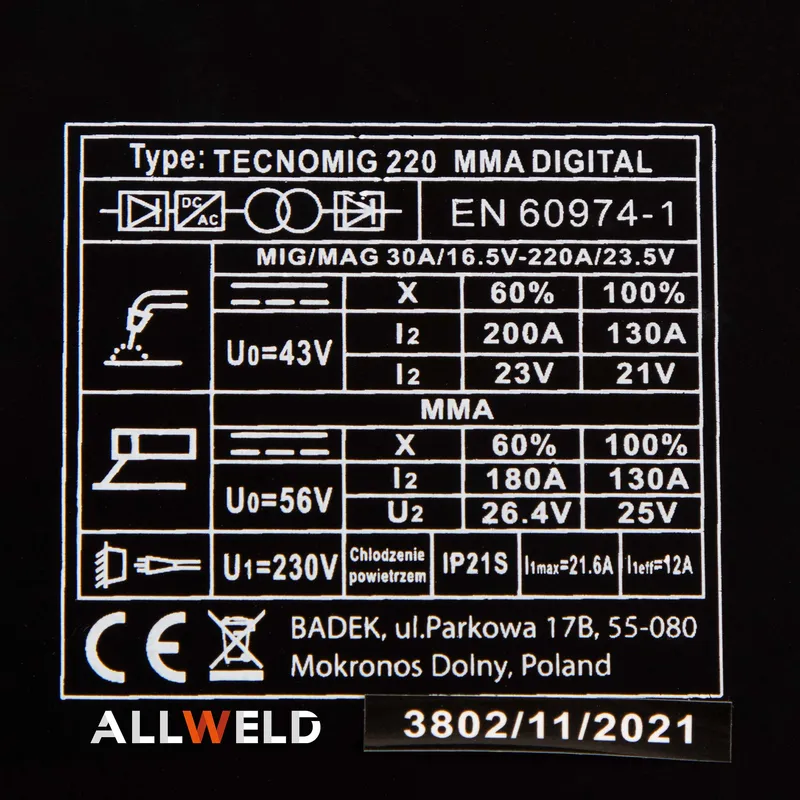 Type: TECNOMIG 220 MMA DIGITAL
DC
AC
EN 60974-1
MIG/MAG 30A/16.5V-220A/23.5V
X 60% 100%
U0=43V
I2 200A 130A
I2 23V 21V
MMA
X 60% 100%
U0=56V
I2 180A 130A
U2 26.4V 25V
U1=230V
Chlodzenie
powietrzem
IP21S
I1max=21.6A
I1eff=12A
CE
BADEK, ul.Parkowa 17B, 55-080
Mokronos Dolny, Poland
ALLWELD
3802/11/2021